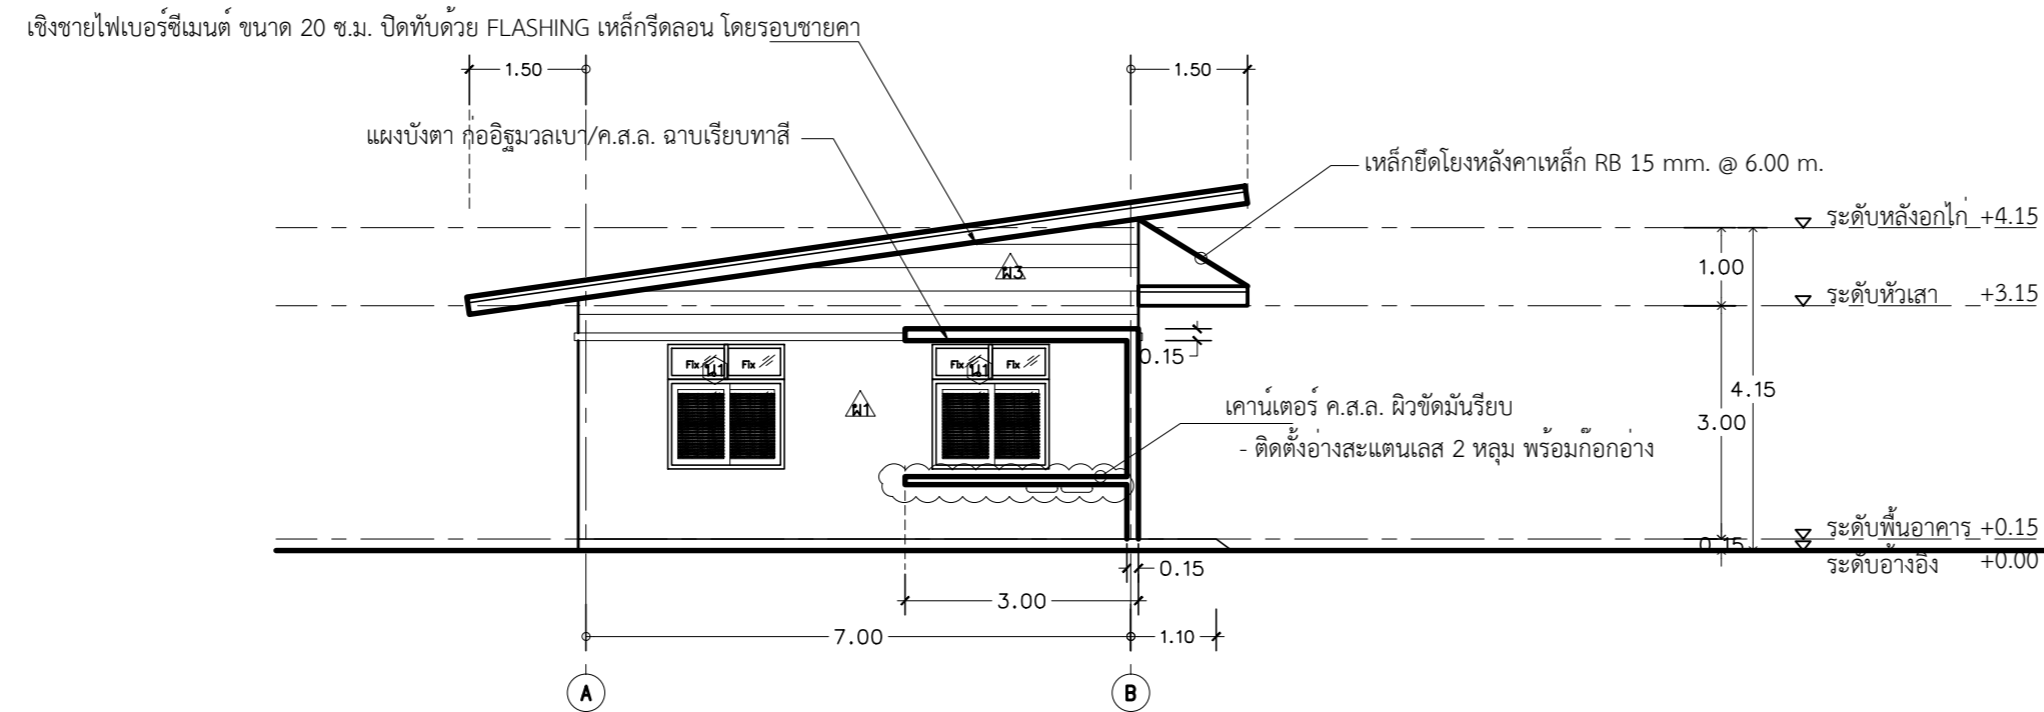 เชิงชายไฟเบอร์ซีเมนต์ ขนาด 20 ซ.ม. ปิดทับด้วย FLASHING เหล็กรีดลอน โดยรอบชายคา
1.50
1.50
แผงบังตา ก่ออิฐมวลเบา/ค.ส.ล. ฉาบเรียบทาสี
เหล็กยึดโยงหลังคาเหล็ก RB 15 mm. @ 6.00 m.
ระดับหลังอกไก่ +4.15
ผ3
1.00
ระดับหัวเสา +3.15
0.15
Fix น1 Fix
Fix น1 Fix
4.15
ผ1
เคาน์เตอร์ ค.ส.ล. ผิวขัดมันรียบ
3.00
- ติดตั้งอ่างสะแตนเลส 2 หลุม พร้อมก๊อกอ่าง
ระดับพื้นอาคาร +0.15
0.15
ระดับอ้างอิง +0.00
0.15
3.00
7.00
1.10
A
B